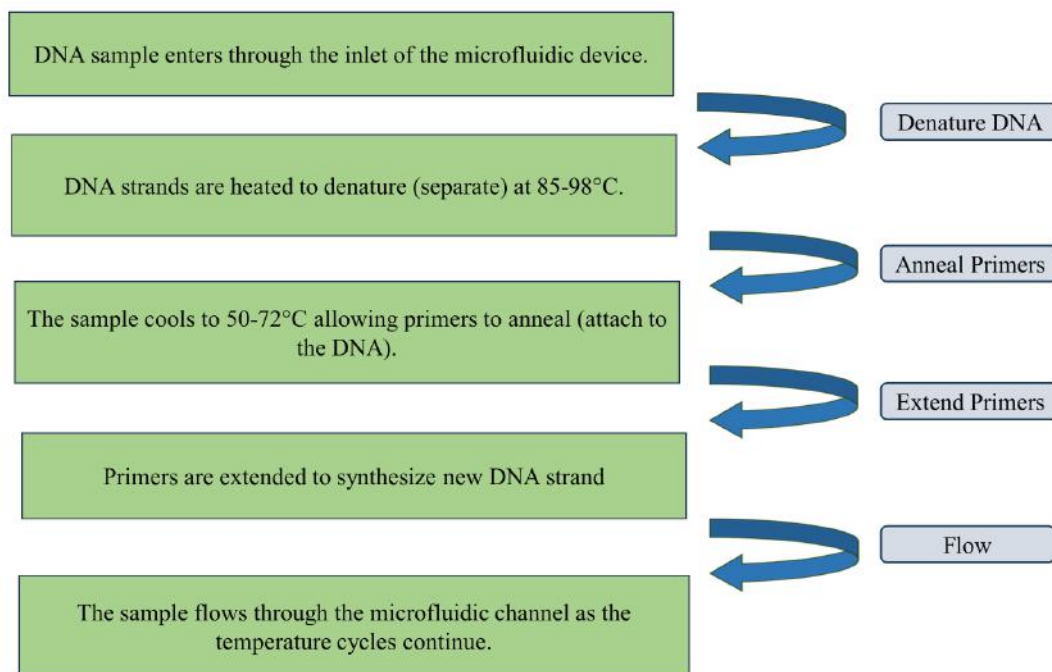 DNA sample enters through the inlet of the microfluidic device.
Denature DNA
DNA strands are heated to denature (separate) at 85-98°C.
Anneal Primers
The sample cools to 50-72°C allowing primers to anneal (attach to
the DNA).
Extend Primers
Primers are extended to synthesize new DNA strand
Flow
The sample flows through the microfluidic channel as the
temperature cycles continue.